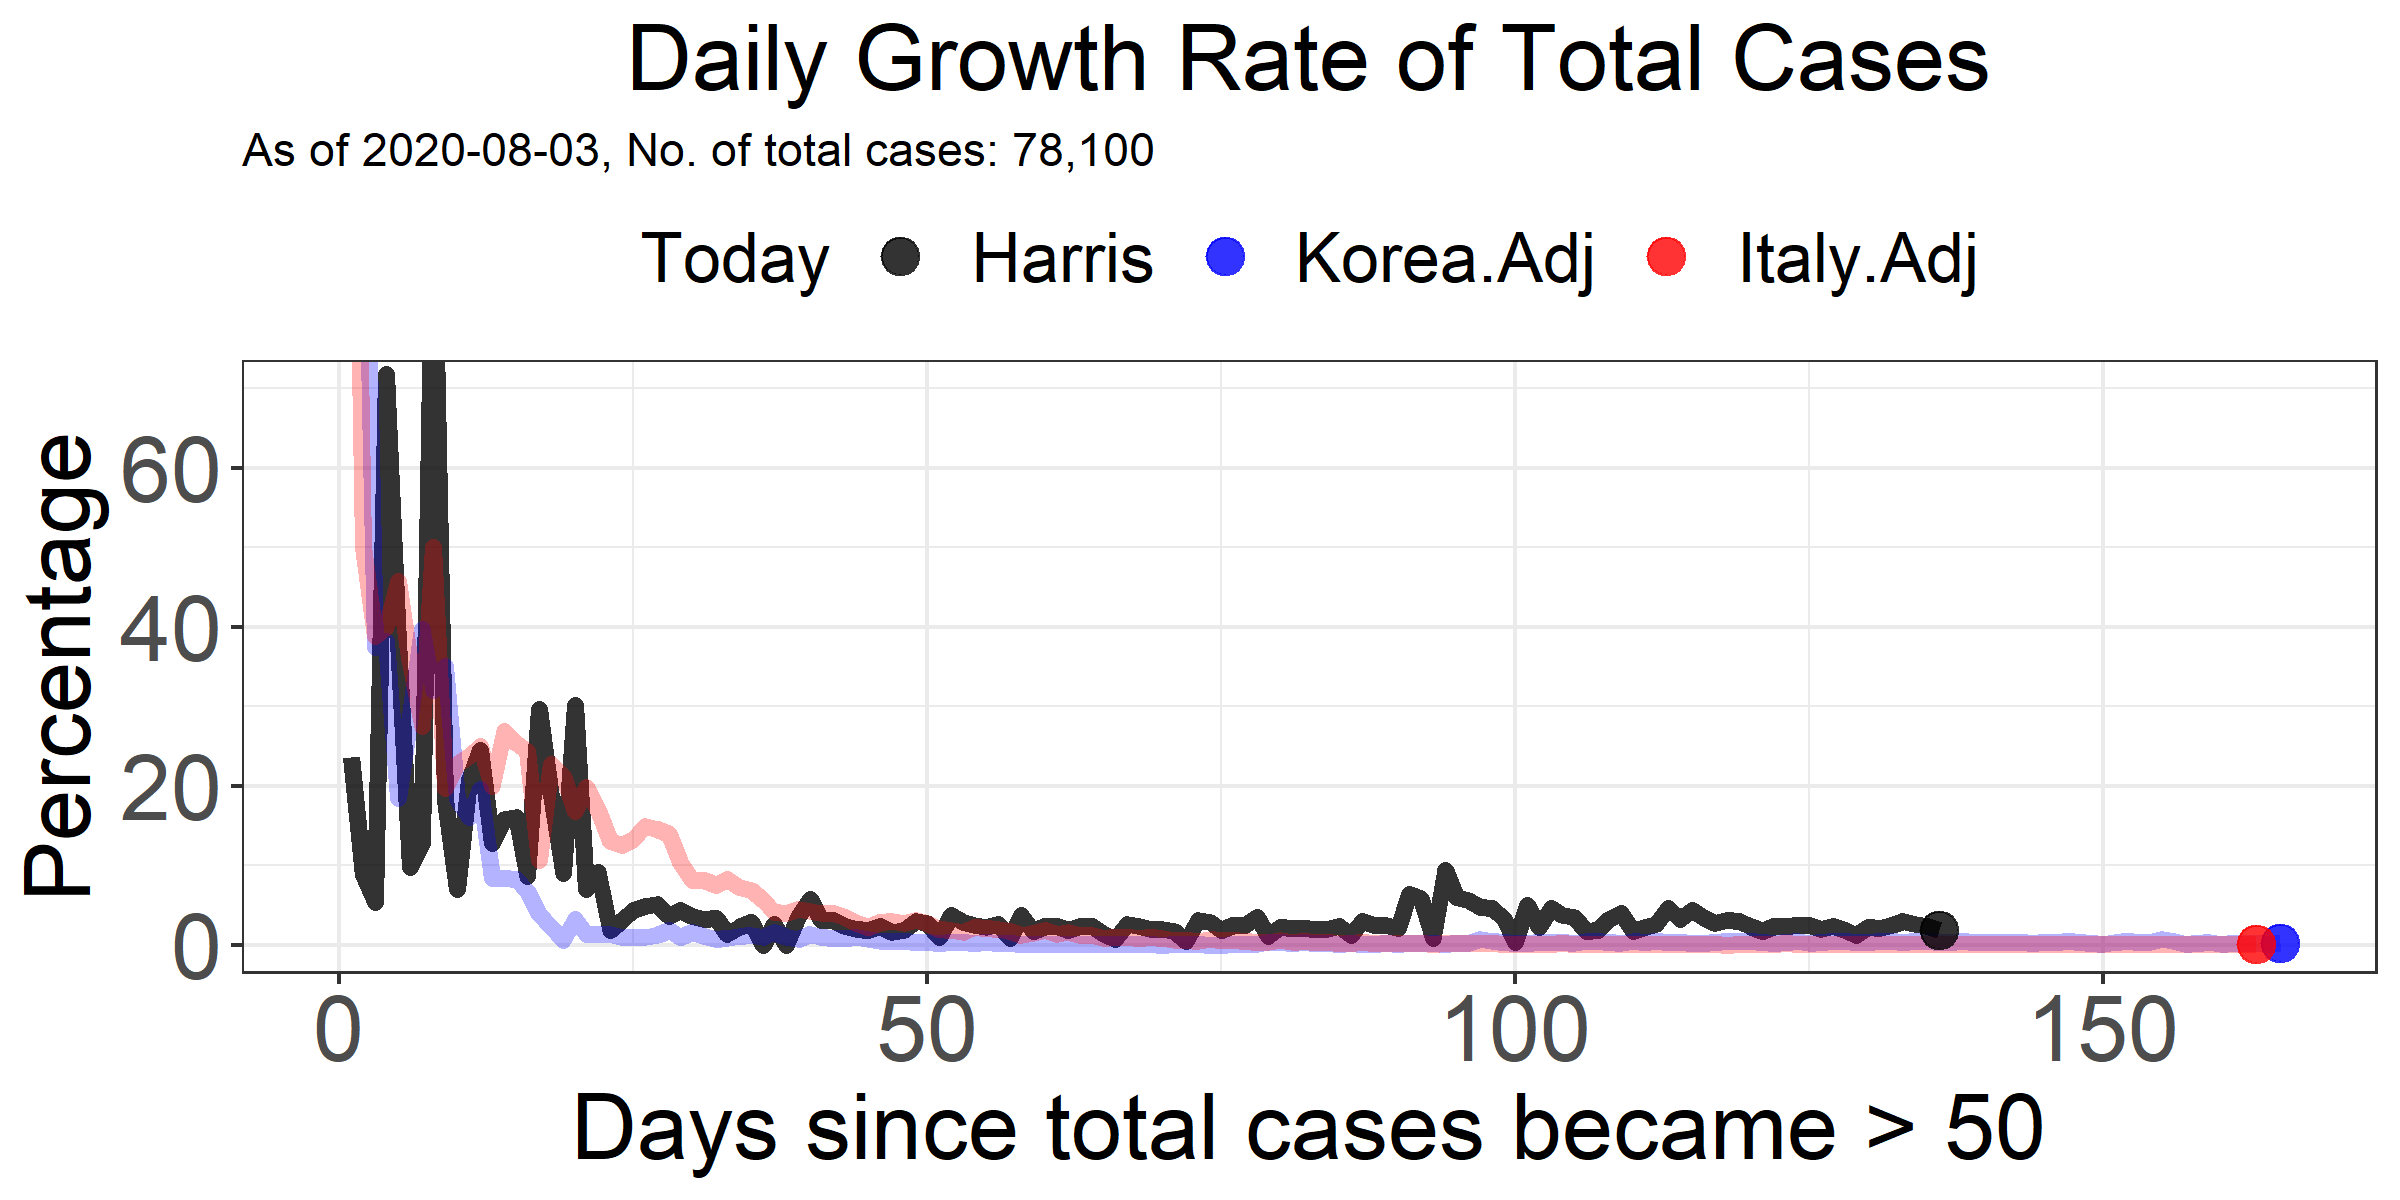 Daily Growth Rate of Total Cases
As of 2020-08-03, No. of total cases: 78,100
Today Harris Korea.Adj Italy.Adj
Percentage
60
40
20
0
0 50 100 150
Days since total cases became > 50